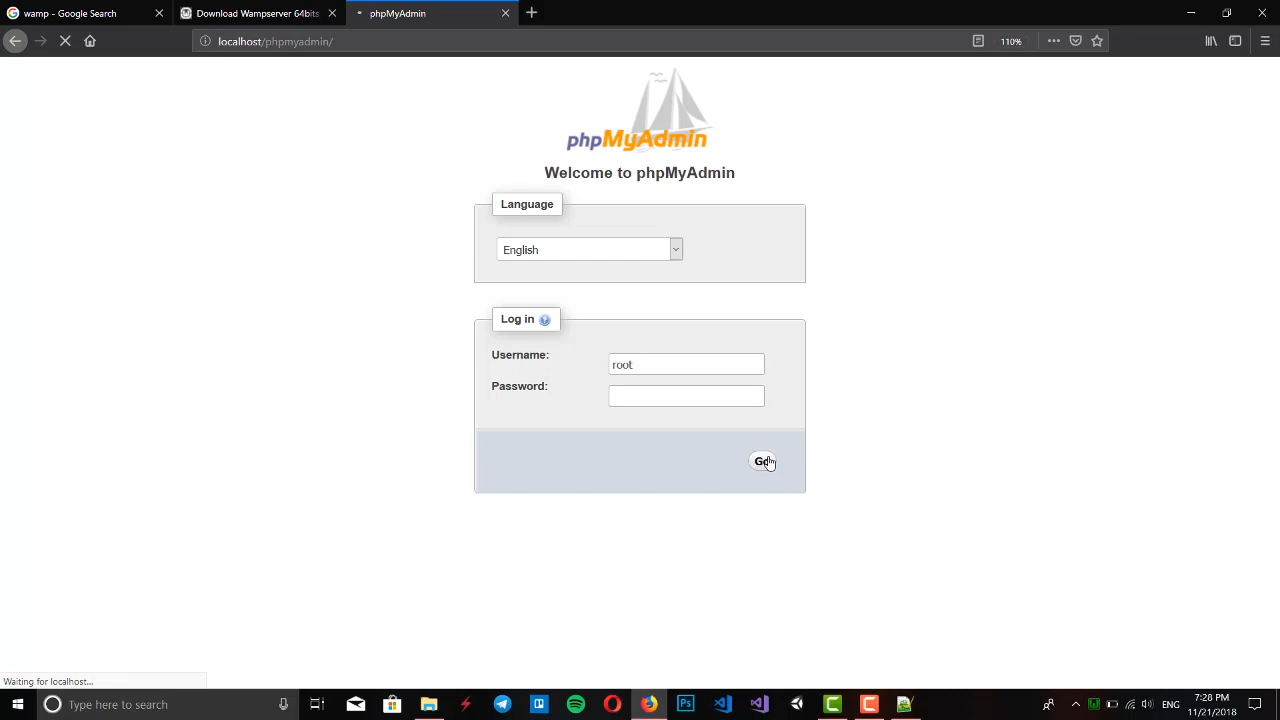 wamp - Google Search
Download Wampserver 64bits
phpMyAdmin
localhost/phpmyadmin/
110%
phpMyAdmin
Welcome to phpMyAdmin
Language
English
Log in
Username:
root
Password:
Go
Waiting for localhost...
Type here to search
Ps
ENG
7:28 PM
11/21/2018